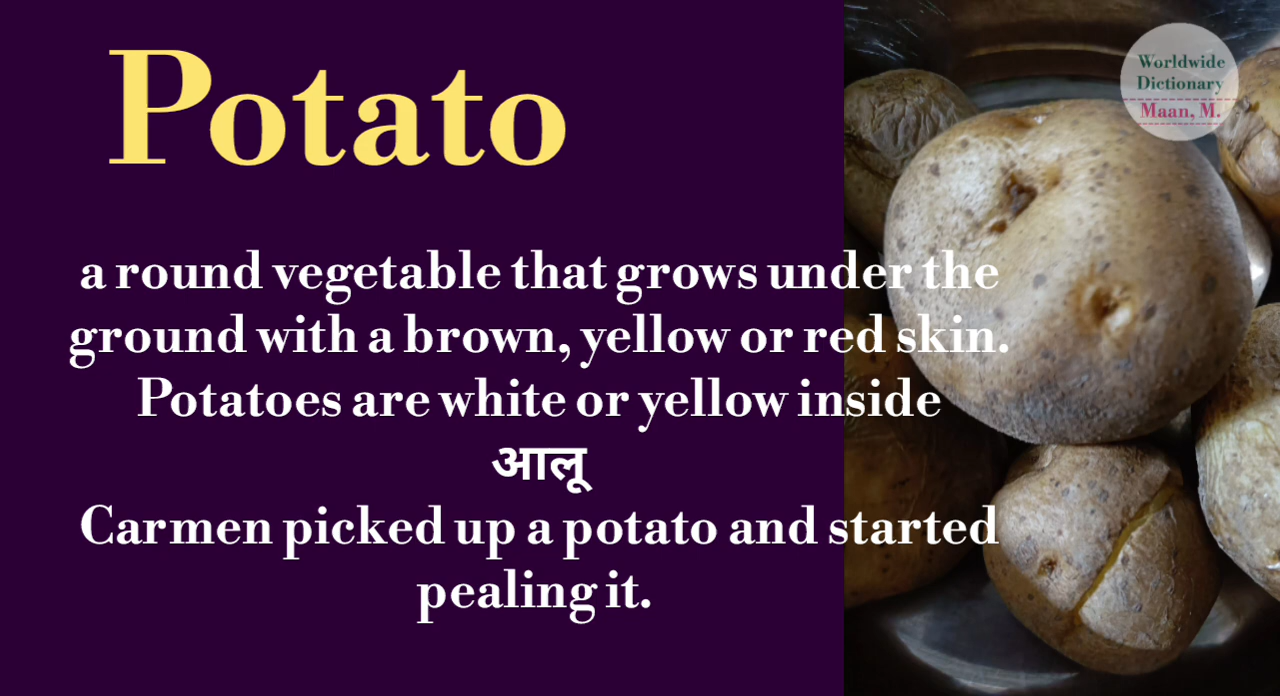 Potato
Worldwide
Dictionary
Maan, M.
a round vegetable that grows under the
ground with a brown, yellow or red skin.
Potatoes are white or yellow inside
आलू
Carmen picked up a potato and started
pealing it.